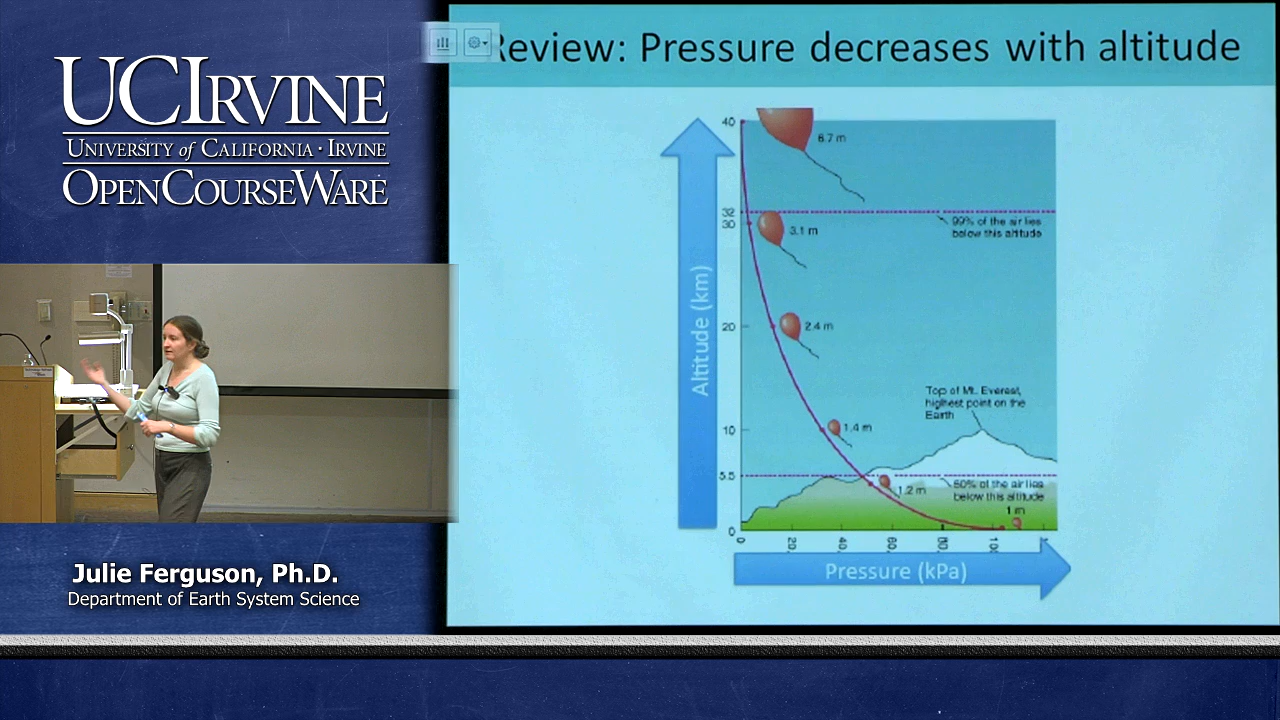 UCIRVINE
UNIVERSITY of CALIFORNIA · IRVINE
OPENCOURSEWARE
Julie Ferguson, Ph.D.
Department of Earth System Science
Review: Pressure decreases with altitude
40
6.7 m
32
30
99% of the air lies
below this altitude
3.1 m
20
2.4 m
Top of Mt. Everest,
highest point on the
Earth
10
1.4 m
5.5
50% of the air lies
below this altitude
1.2 m
1 m
0
0
20
40
60
80
Altitude (km)
Pressure (kPa)